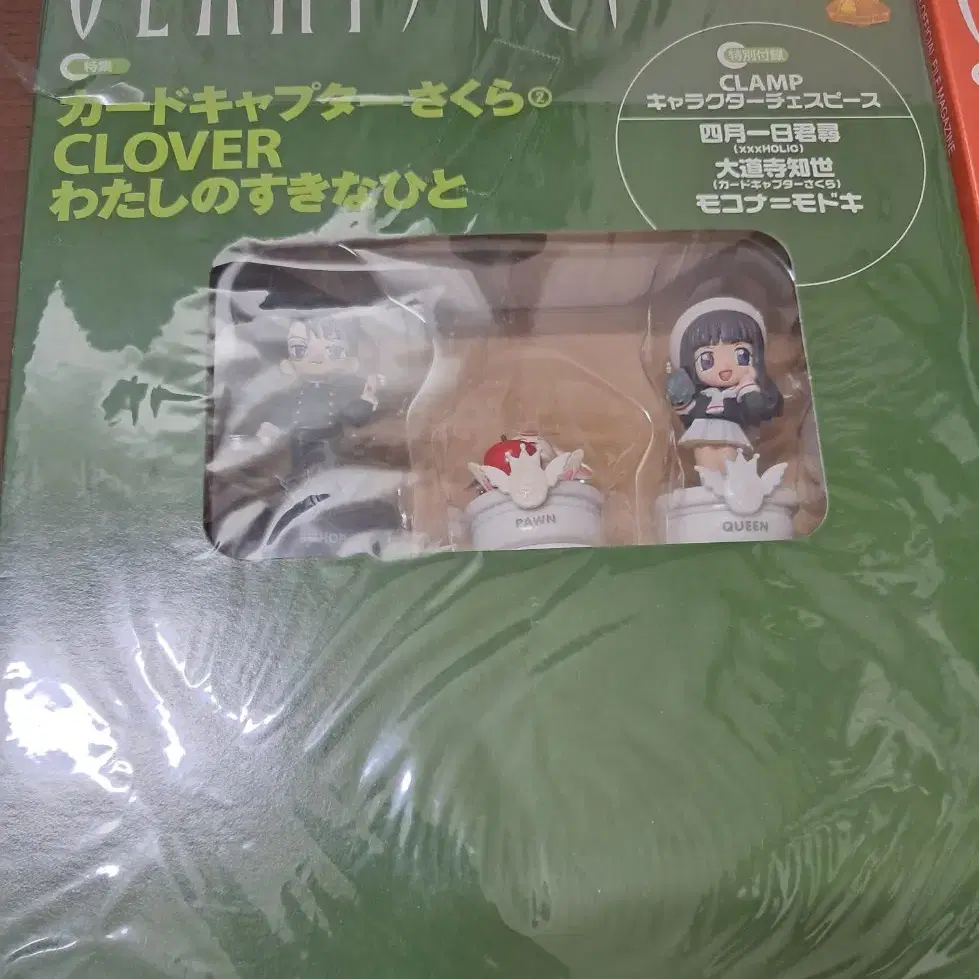 特集
カードキャプターさくら②
CLOVER
わたしのすきなひと
特別付録
CLAMP
キャラクターチェスピース
四月一日君尋
(xxxHOLiC)
大道寺知世
(カードキャプターさくら)
モコナ=モドキ
PAWN
QUEEN